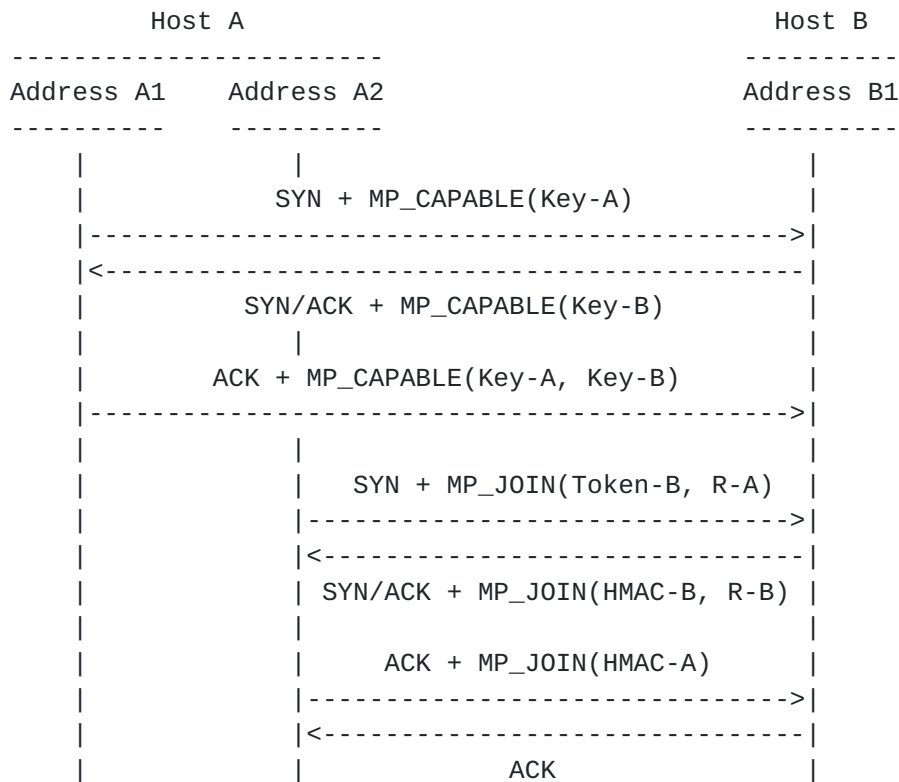 Host A                                  Host B
------------------------                       ----------
Address A1    Address A2                       Address B1
----------    ----------                       ----------
SYN + MP_CAPABLE(Key-A)
SYN/ACK + MP_CAPABLE(Key-B)
ACK + MP_CAPABLE(Key-A, Key-B)
SYN + MP_JOIN(Token-B, R-A)
SYN/ACK + MP_JOIN(HMAC-B, R-B)
ACK + MP_JOIN(HMAC-A)
ACK